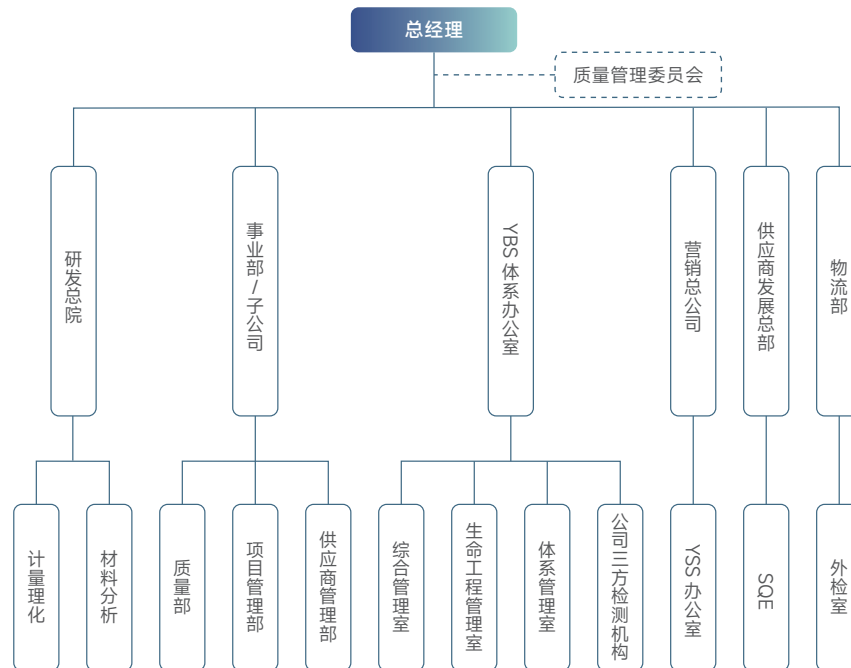 总经理
质量管理委员会
研发总院
事业部/子公司
YBS 体系办公室
营销总公司
供应商发展总部
物流部
计量理化
材料分析
质量部
项目管理部
供应商管理部
综合管理室
生命工程管理室
体系管理室
公司三方检测机构
YSS 办公室
SQE
外检室